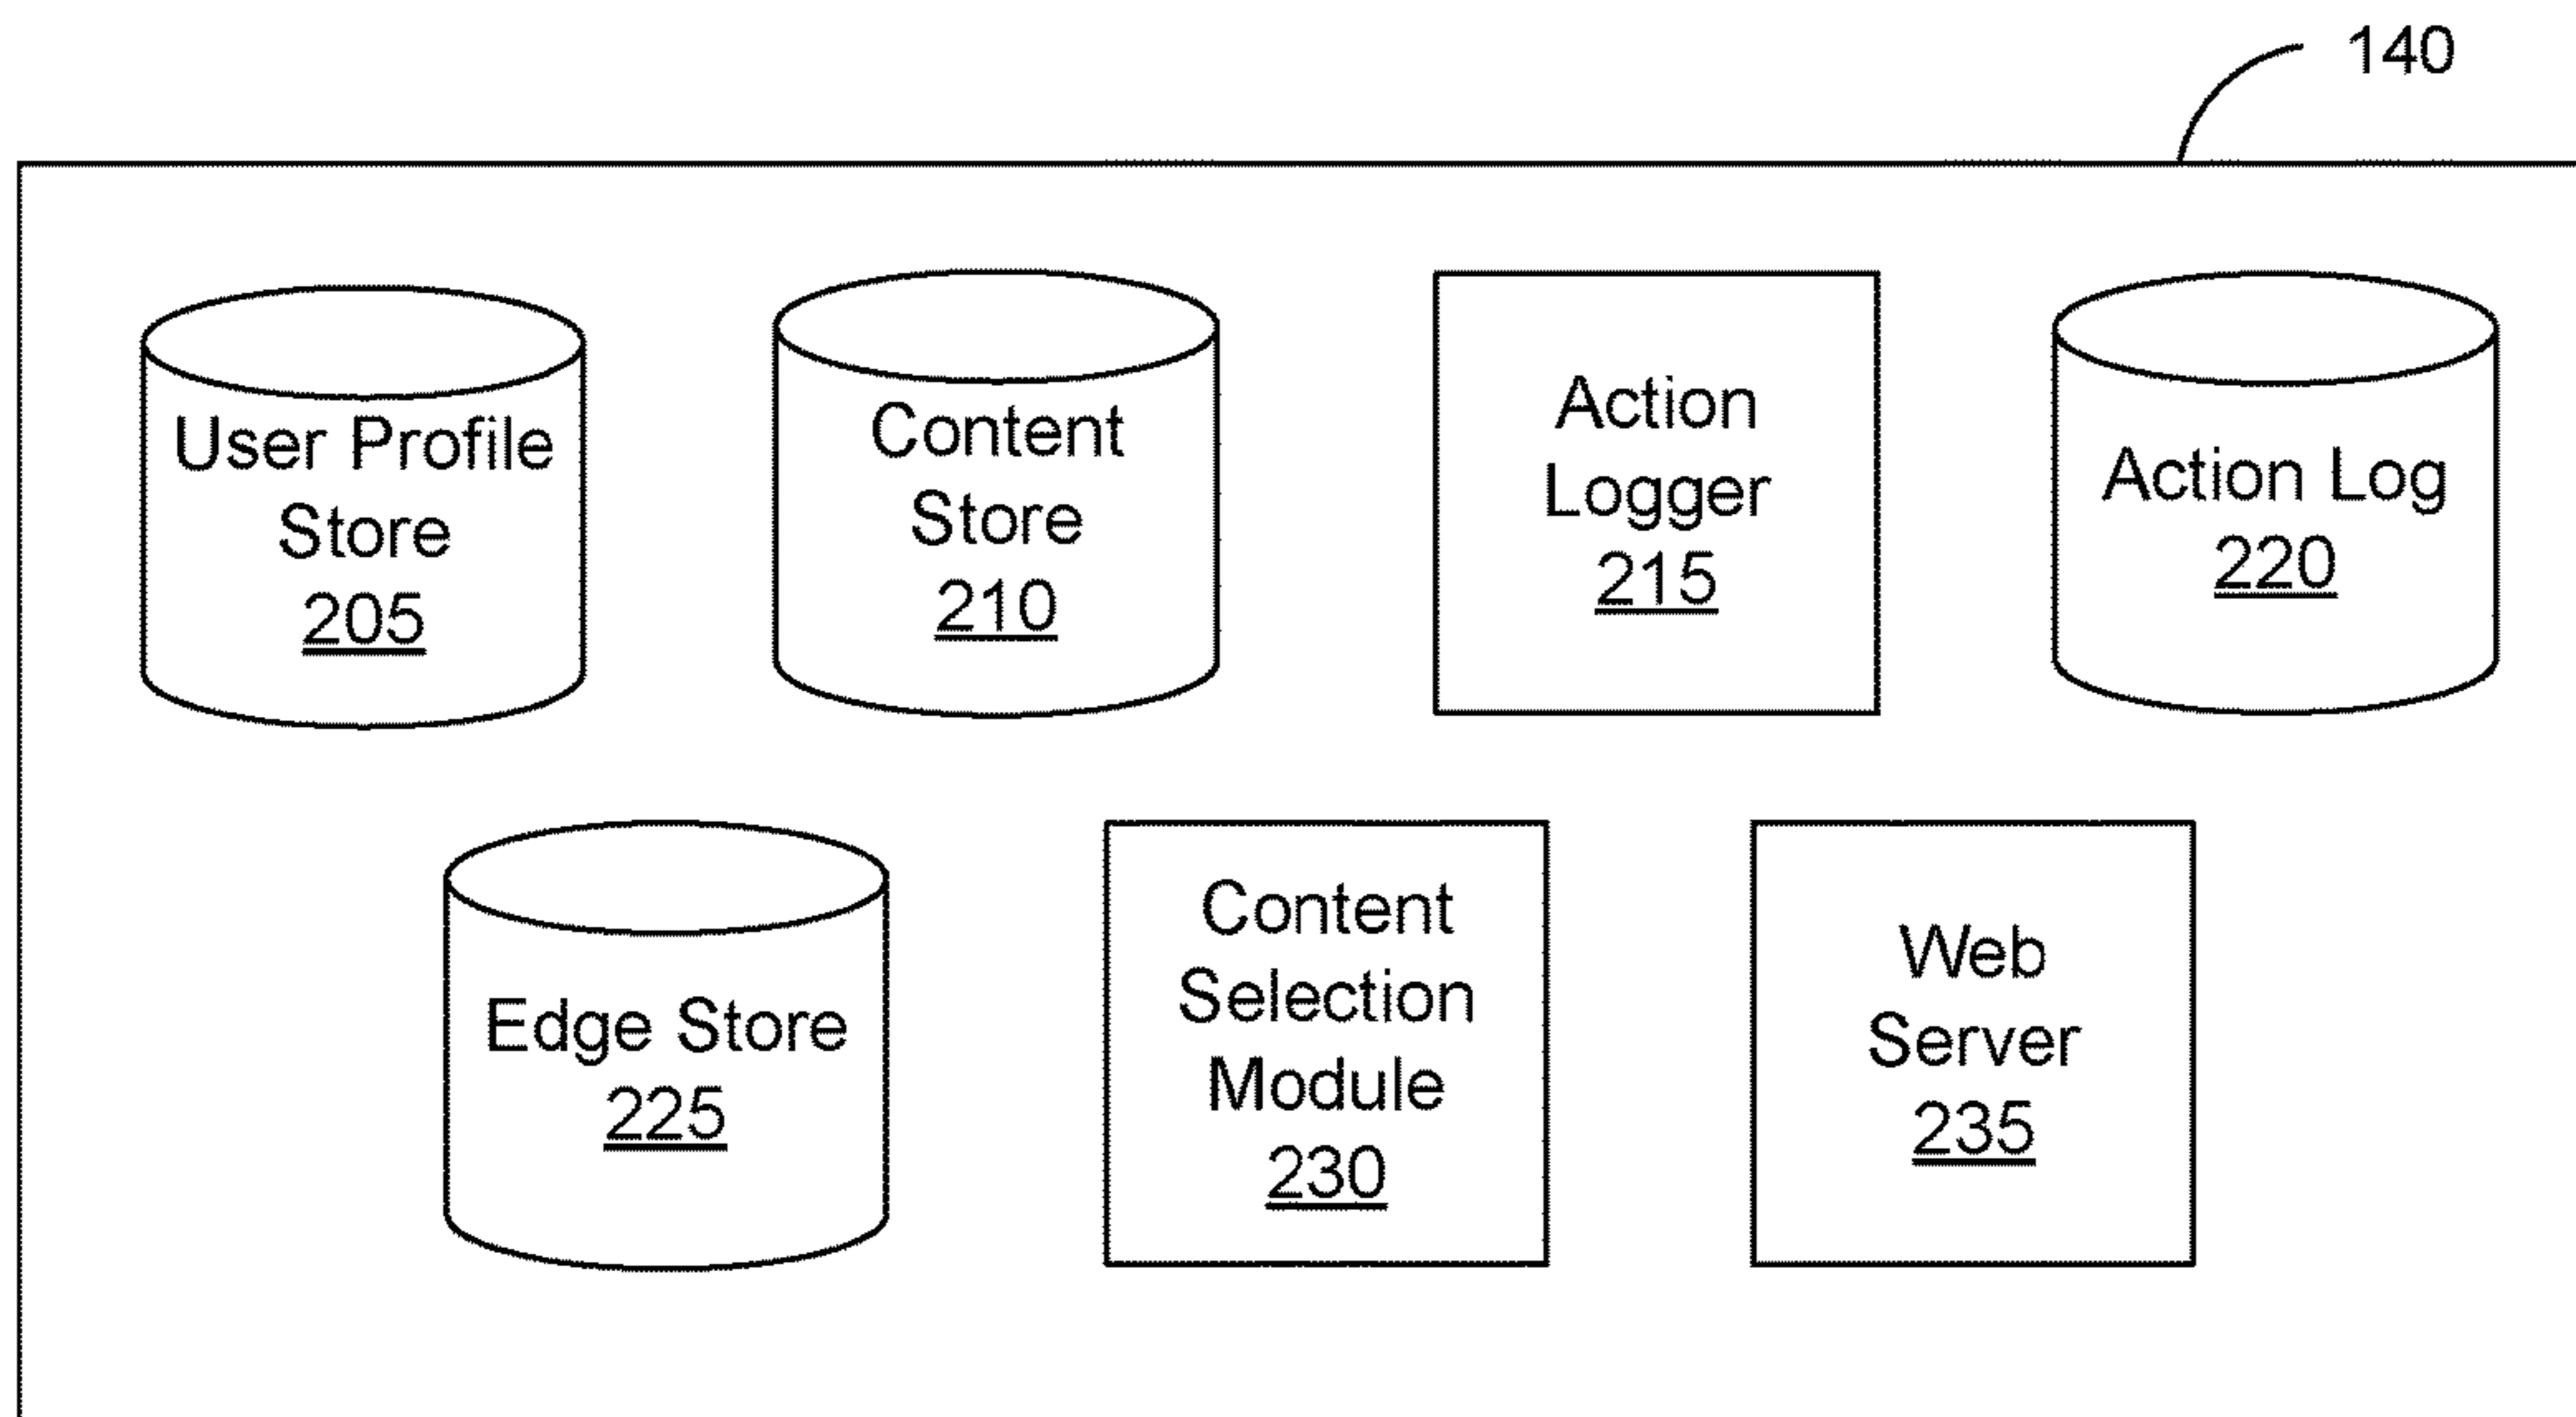 140
User Profile
Store
205
Content
Store
210
Action
Logger
215
Action Log
220
Edge Store
225
Content
Selection
Module
230
Web
Server
235